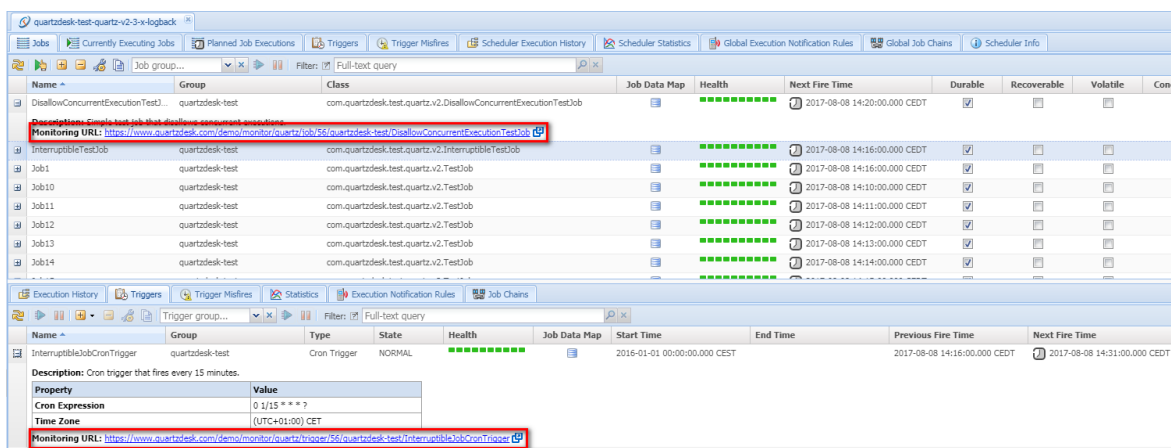 quartzdesk-test-quartz-v2-3-x-logback
Jobs Currently Executing Jobs Planned Job Executions Triggers Trigger Misfires Scheduler Execution History Scheduler Statistics Global Execution Notification Rules Global Job Chains Scheduler Info
Job group... Filter: Full-text query
Name Group Class Job Data Map Health Next Fire Time Durable Recoverable Volatile
DisallowConcurrentExecutionTestJ... quartzdesk-test com.quartzdesk.test.quartz.v2.DisallowConcurrentExecutionTestJob 2017-08-08 14:20:00.000 CEDT
Description: Simple test job that disallows concurrent executions.
Monitoring URL: https://www.quartzdesk.com/demo/monitor/quartz/job/56/quartzdesk-test/DisallowConcurrentExecutionTestJob
InterruptibleTestJob quartzdesk-test com.quartzdesk.test.quartz.v2.InterruptibleTestJob 2017-08-08 14:16:00.000 CEDT
Job1 quartzdesk-test com.quartzdesk.test.quartz.v2.TestJob 2017-08-08 14:16:00.000 CEDT
Job10 quartzdesk-test com.quartzdesk.test.quartz.v2.TestJob 2017-08-08 14:10:00.000 CEDT
Job11 quartzdesk-test com.quartzdesk.test.quartz.v2.TestJob 2017-08-08 14:11:00.000 CEDT
Job12 quartzdesk-test com.quartzdesk.test.quartz.v2.TestJob 2017-08-08 14:12:00.000 CEDT
Job13 quartzdesk-test com.quartzdesk.test.quartz.v2.TestJob 2017-08-08 14:13:00.000 CEDT
Job14 quartzdesk-test com.quartzdesk.test.quartz.v2.TestJob 2017-08-08 14:14:00.000 CEDT
Execution History Triggers Trigger Misfires Statistics Execution Notification Rules Job Chains
Trigger group... Filter: Full-text query
Name Group Type State Health Job Data Map Start Time End Time Previous Fire Time Next Fire Time
InterruptibleJobCronTrigger quartzdesk-test Cron Trigger NORMAL 2016-01-01 00:00:00.000 CEST 2017-08-08 14:16:00.000 CEDT 2017-08-08 14:31:00.000 CEDT
Description: Cron trigger that fires every 15 minutes.
Property Value
Cron Expression 0 1/15 * * * ?
Time Zone (UTC+01:00) CET
Monitoring URL: https://www.quartzdesk.com/demo/monitor/quartz/trigger/56/quartzdesk-test/InterruptibleJobCronTrigger